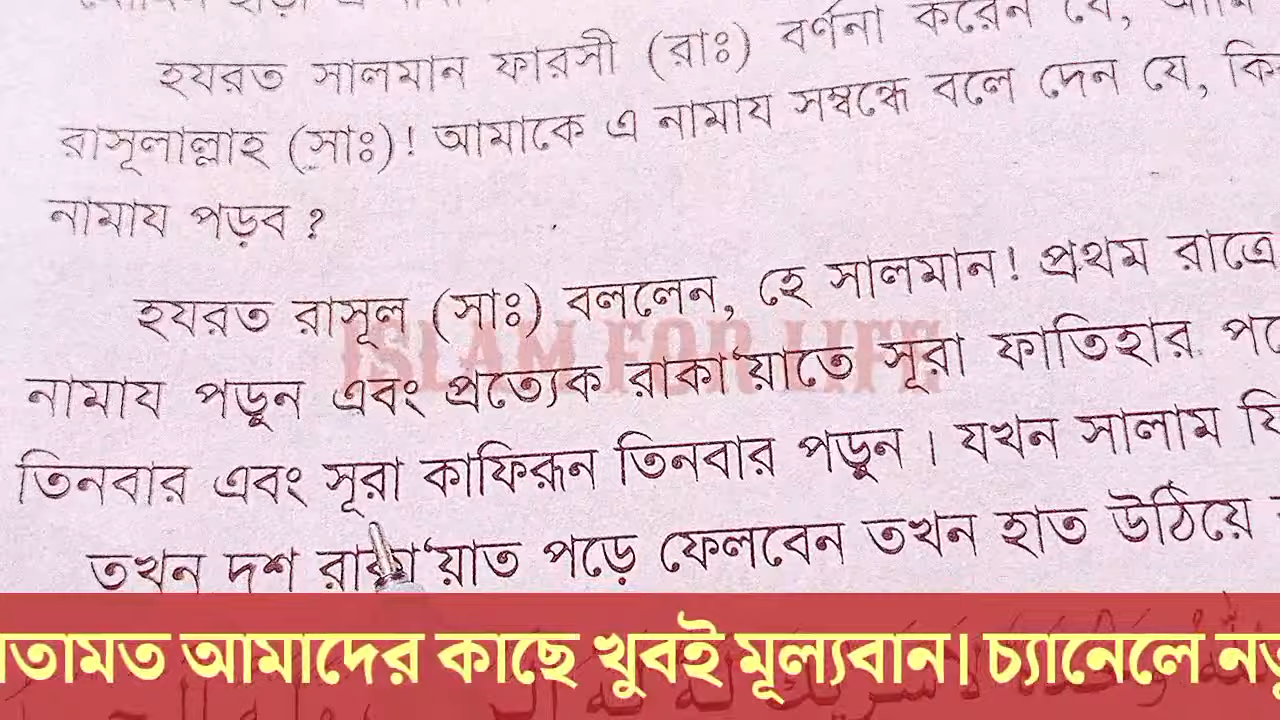 হযরত সালমান ফারসী (রাঃ) বর্ণনা করেন যে, আমি
রাসূলাল্লাহ (সাঃ)! আমাকে এ নামায সম্বন্ধে বলে দেন যে,
নামায পড়ব ?
হযরত রাসূল (সাঃ) বললেন, হে সালমান! প্রথম রাত্রে
ISLAM FOR LIFE
নামায পড়ুন এবং প্রত্যেক রাকা'য়াতে সূরা ফাতিহার
তিনবার এবং সূরা কাফিরূন তিনবার পড়ুন । যখন সালাম
তখন দশ রাকা'য়াত পড়ে ফেলবেন তখন হাত উঠিয়ে
আমাদের কাছে খুবই মূল্যবান। চ্যানেলে